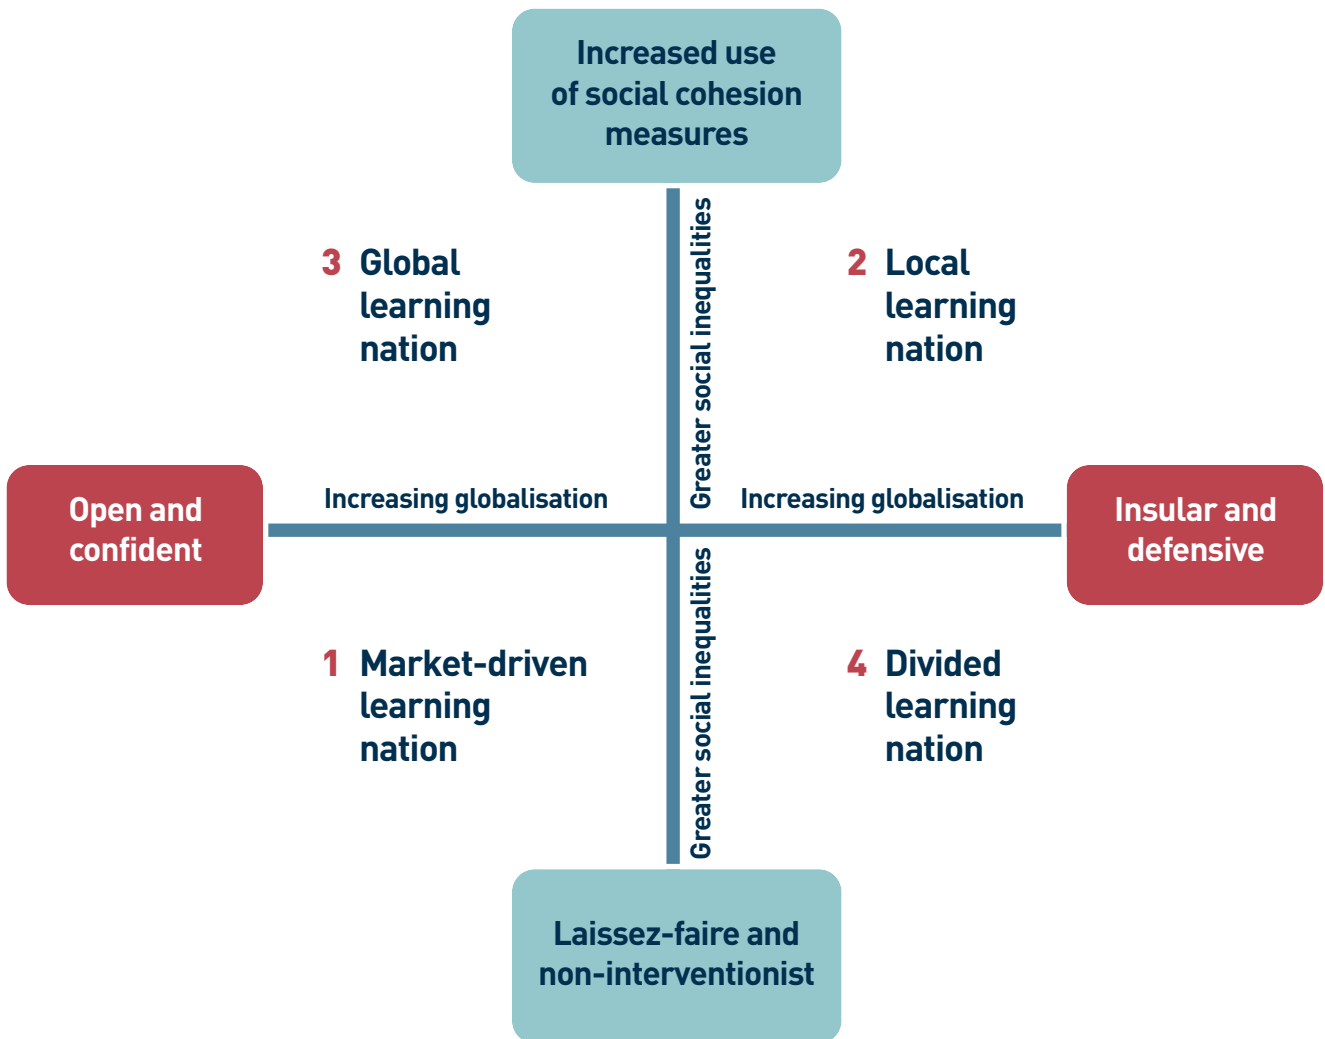 Increased use
of social cohesion
measures
3 Global
learning
nation
Greater social inequalities
2 Local
learning
nation
Open and
confident
Increasing globalisation
Increasing globalisation
Insular and
defensive
1 Market-driven
learning
nation
Greater social inequalities
4 Divided
learning
nation
Laissez-faire and
non-interventionist